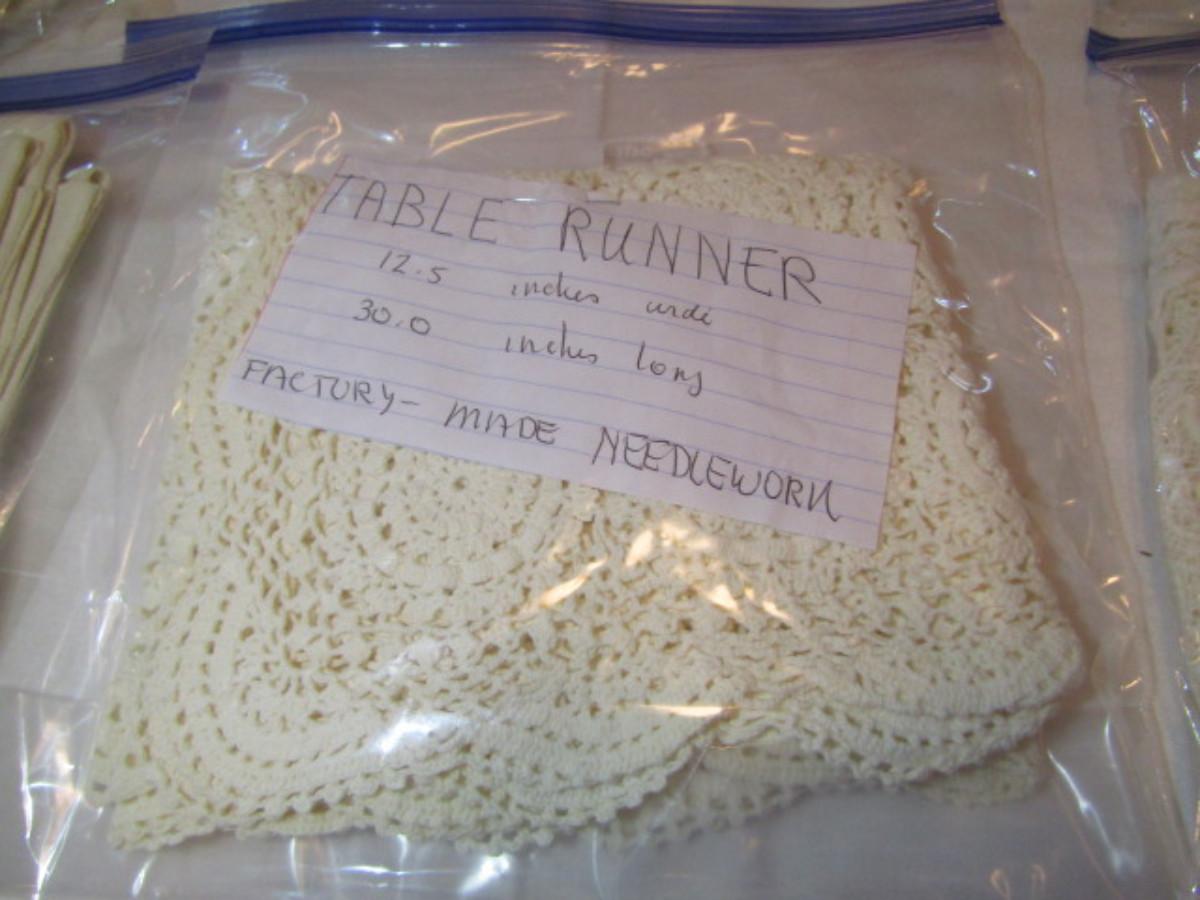 TABLE RUNNER
12.5 inches wide
30.0 inches long
FACTORY- MADE NEEDLEWORK